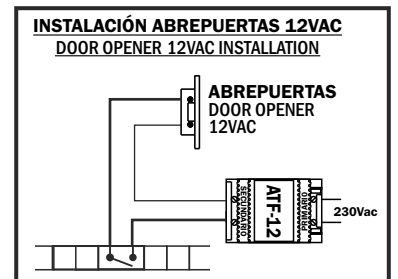 INSTALACIÓN ABREPUERTAS 12VAC
DOOR OPENER 12VAC INSTALLATION
ABREPUERTAS
DOOR OPENER
12VAC
SECUNDARIO
ATF-12
PRIMARIO
230Vac